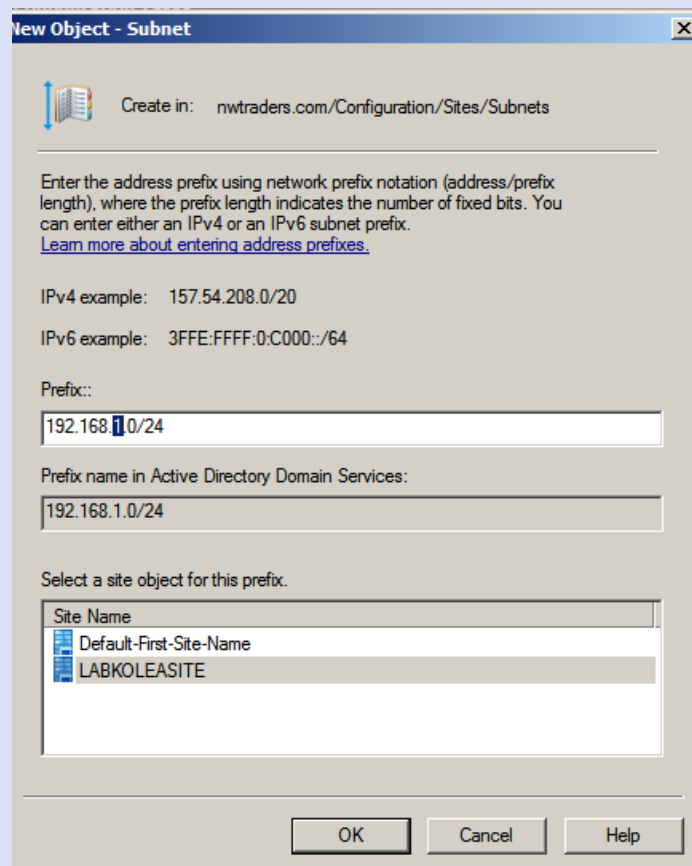 New Object - Subnet
Create in: nwtraders.com/Configuration/Sites/Subnets
Enter the address prefix using network prefix notation (address/prefix
length), where the prefix length indicates the number of fixed bits. You
can enter either an IPv4 or an IPv6 subnet prefix.
Learn more about entering address prefixes.
IPv4 example: 157.54.208.0/20
IPv6 example: 3FFE:FFFF:0:C000::/64
Prefix::
192.168.1.0/24
Prefix name in Active Directory Domain Services:
192.168.1.0/24
Select a site object for this prefix.
Site Name
Default-First-Site-Name
LABKOLEASITE
OK Cancel Help